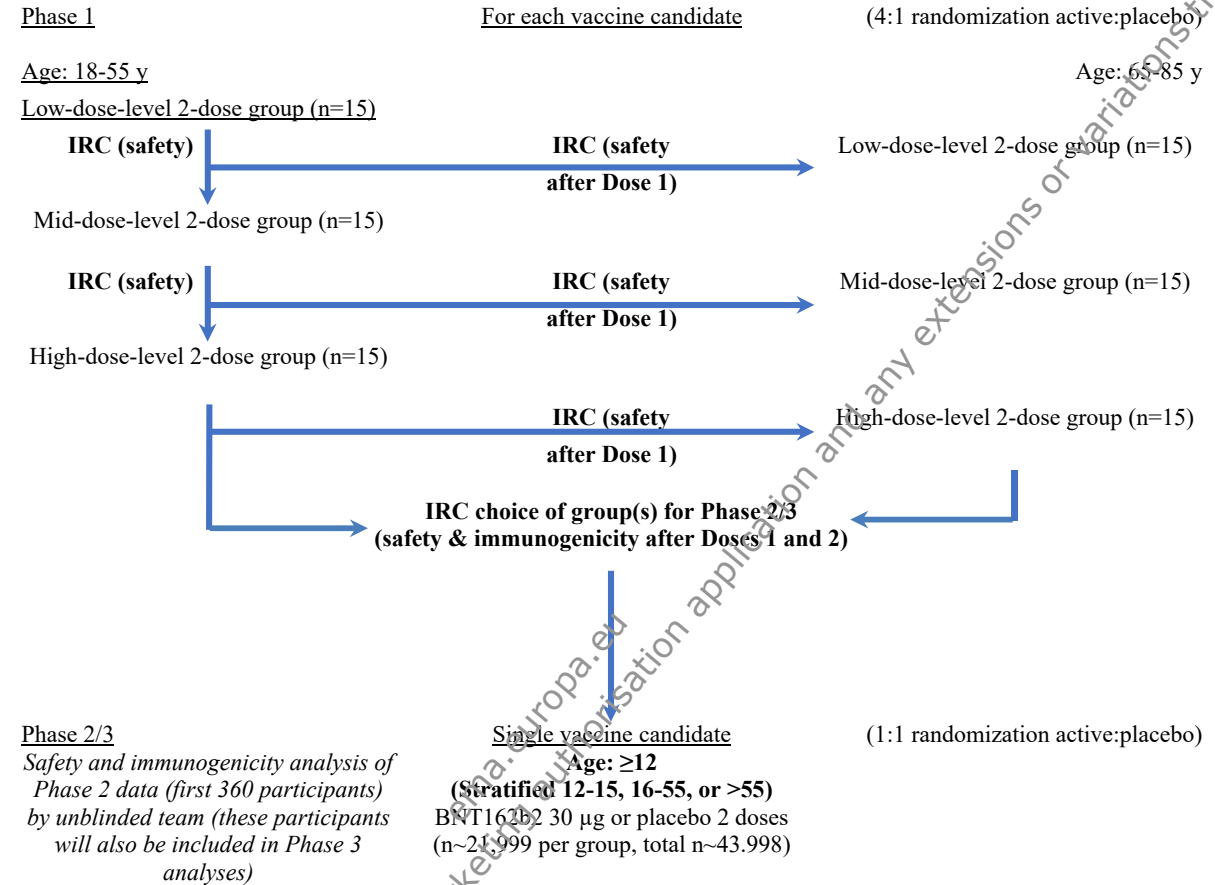 Phase 1 For each vaccine candidate (4:1 randomization active:placebo)
Age: 18-55 y Age: 65-85 y
Low-dose-level 2-dose group (n=15)
IRC (safety) IRC (safety Low-dose-level 2-dose group (n=15)
after Dose 1)
Mid-dose-level 2-dose group (n=15)
IRC (safety) IRC (safety Mid-dose-level 2-dose group (n=15)
after Dose 1)
High-dose-level 2-dose group (n=15)
IRC (safety High-dose-level 2-dose group (n=15)
after Dose 1)
IRC choice of group(s) for Phase 2/3
(safety & immunogenicity after Doses 1 and 2)
Phase 2/3 Single vaccine candidate (1:1 randomization active:placebo)
Safety and immunogenicity analysis of Age: ≥12
Phase 2 data (first 360 participants) (Stratified 12-15, 16-55, or >55)
by unblinded team (these participants BNT162b2 30 µg or placebo 2 doses
will also be included in Phase 3 (n~21,999 per group, total n~43.998)
analyses)
ema.europa.eu
keting authorisation application and any extensions or variations